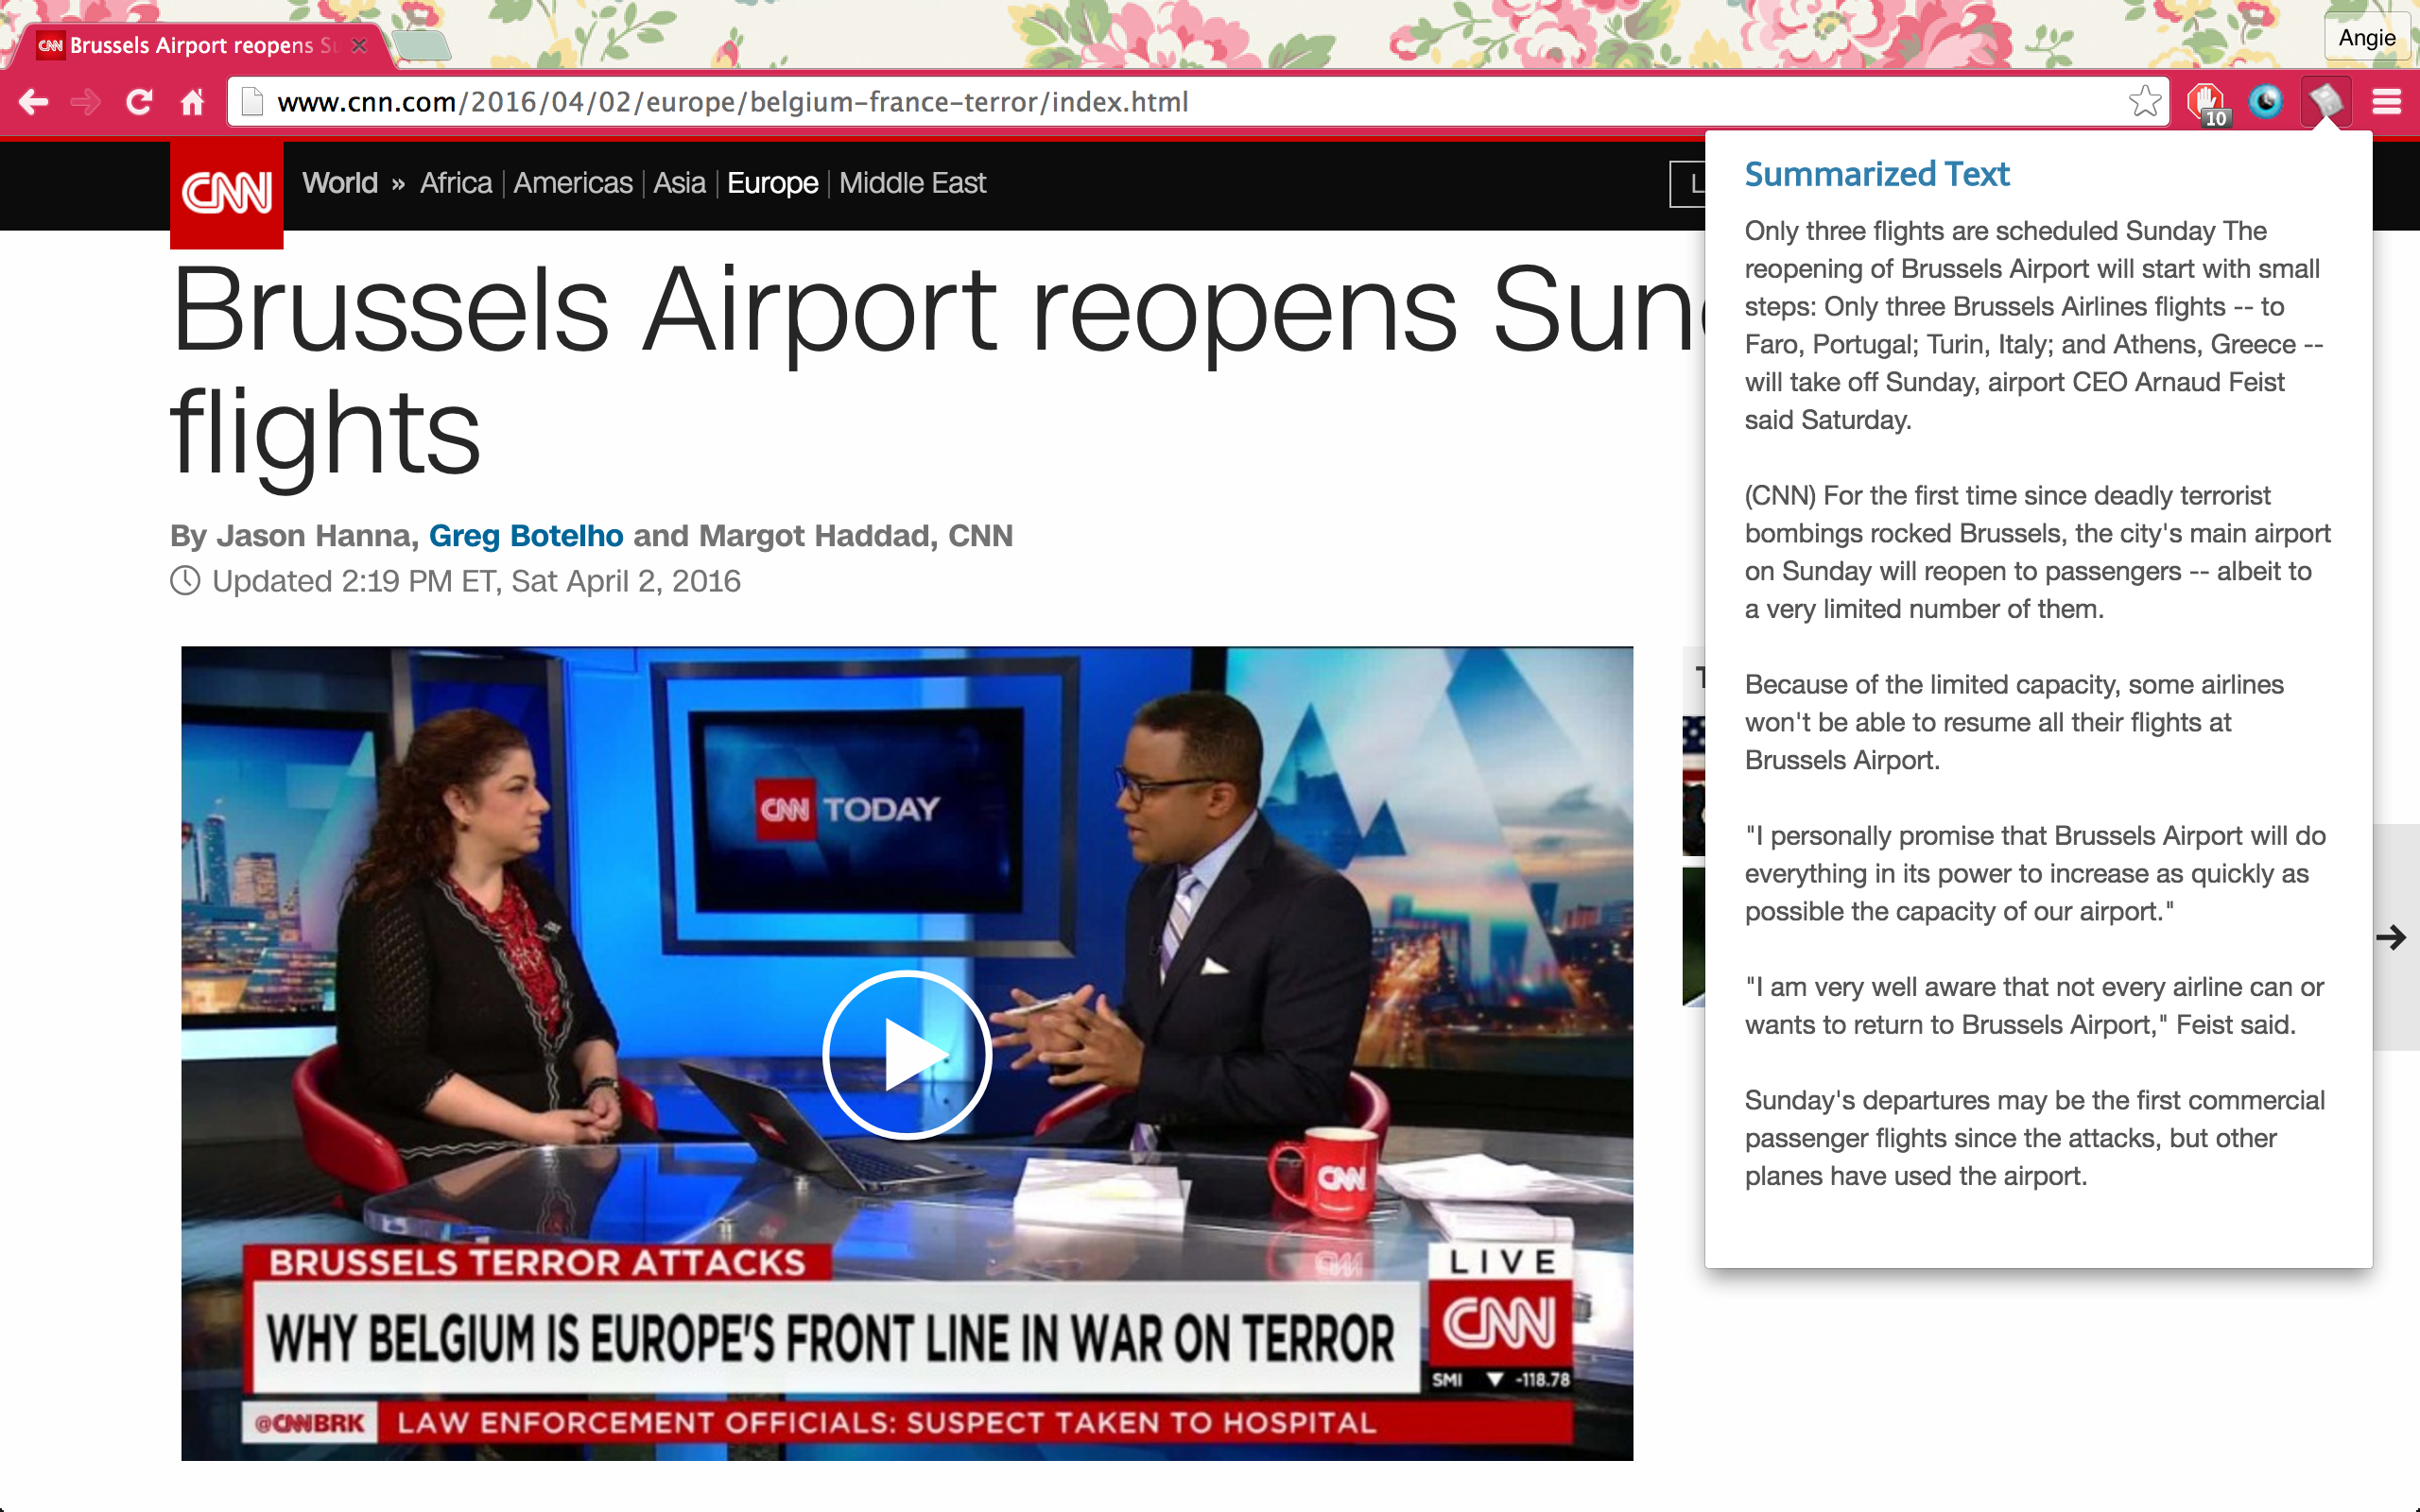 CNN Brussels Airport reopens Su
Angie
www.cnn.com/2016/04/02/europe/belgium-france-terror/index.html
10
CNN World » Africa | Americas | Asia | Europe | Middle East
L
Brussels Airport reopens Sun
flights
By Jason Hanna, Greg Botelho and Margot Haddad, CNN
Updated 2:19 PM ET, Sat April 2, 2016
T
CNN TODAY
CNN
CNN
BRUSSELS TERROR ATTACKS
WHY BELGIUM IS EUROPE'S FRONT LINE IN WAR ON TERROR
LIVE
CNN
SMI ▼ -118.78
@CNNBRK LAW ENFORCEMENT OFFICIALS: SUSPECT TAKEN TO HOSPITAL
Summarized Text
Only three flights are scheduled Sunday The
reopening of Brussels Airport will start with small
steps: Only three Brussels Airlines flights -- to
Faro, Portugal; Turin, Italy; and Athens, Greece --
will take off Sunday, airport CEO Arnaud Feist
said Saturday.
(CNN) For the first time since deadly terrorist
bombings rocked Brussels, the city's main airport
on Sunday will reopen to passengers -- albeit to
a very limited number of them.
Because of the limited capacity, some airlines
won't be able to resume all their flights at
Brussels Airport.
"I personally promise that Brussels Airport will do
everything in its power to increase as quickly as
possible the capacity of our airport."
"I am very well aware that not every airline can or
wants to return to Brussels Airport," Feist said.
Sunday's departures may be the first commercial
passenger flights since the attacks, but other
planes have used the airport.